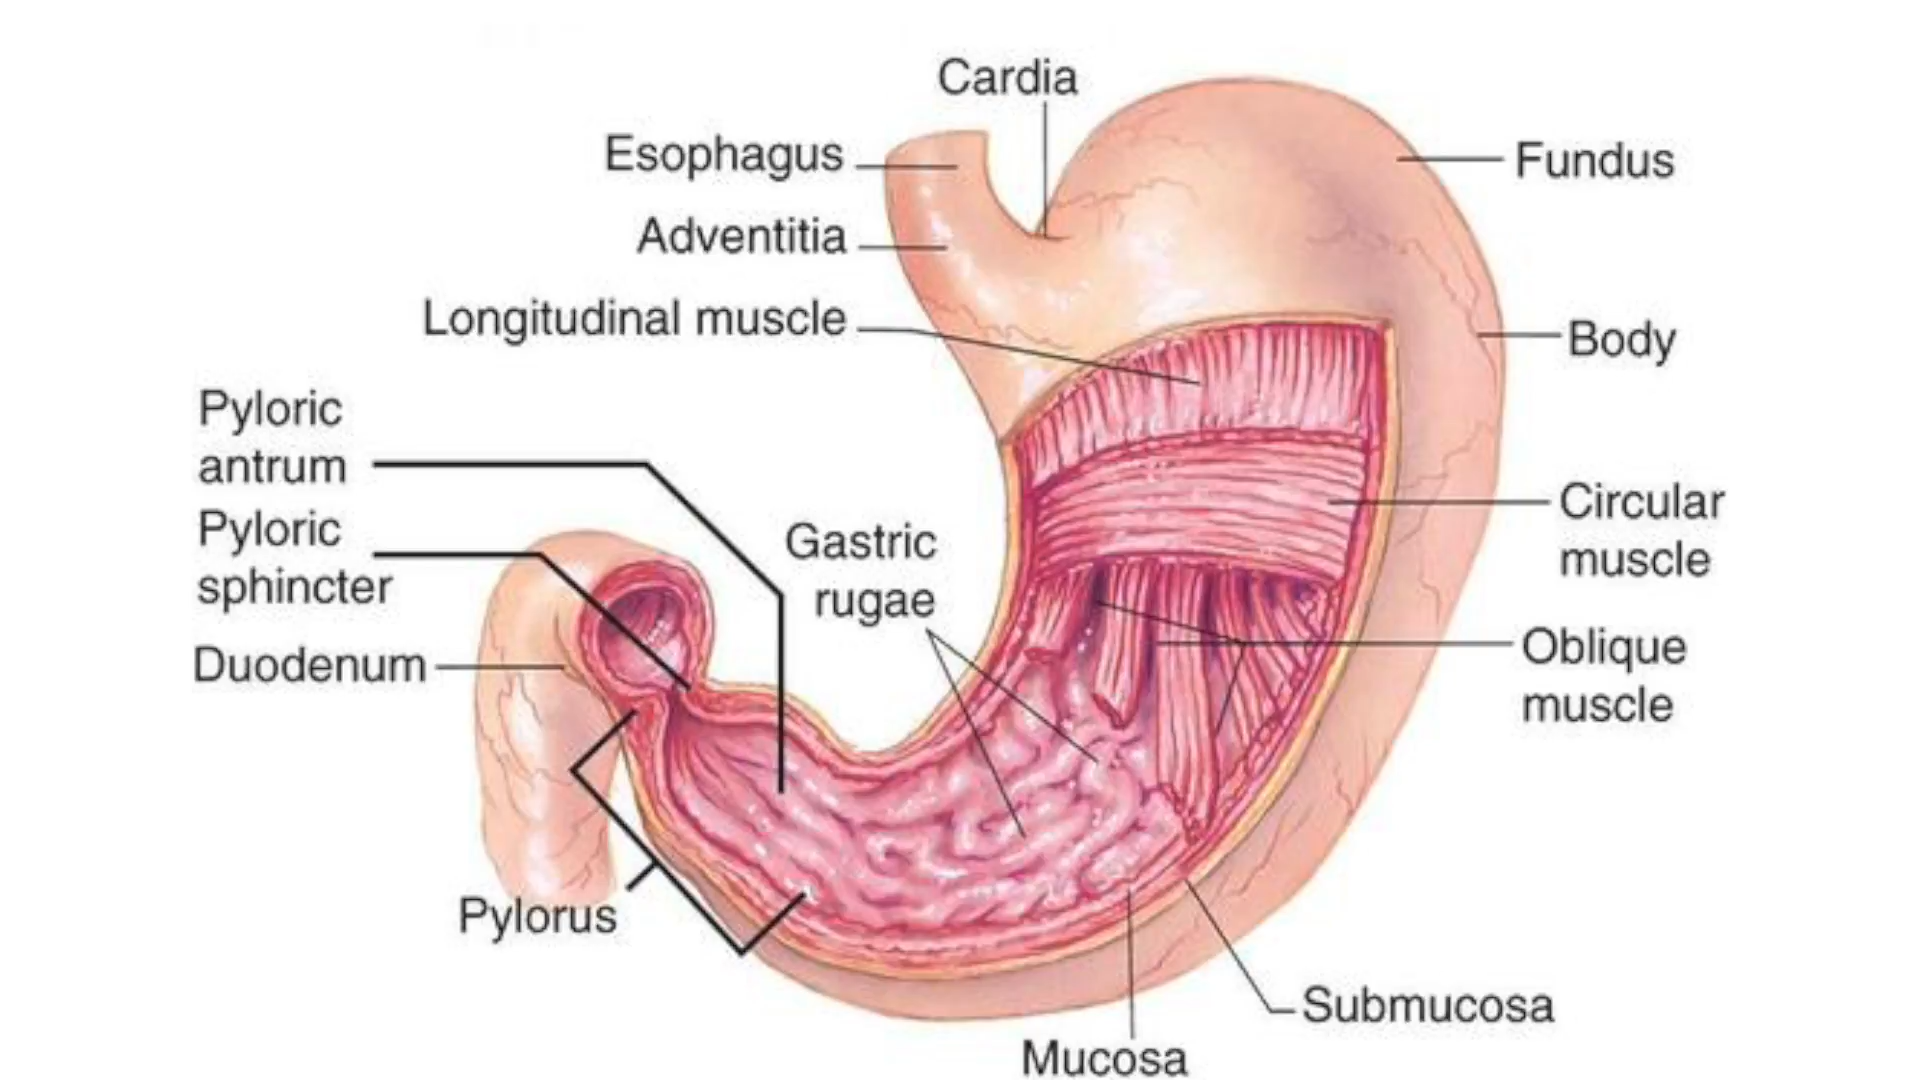 Cardia
Esophagus
Fundus
Adventitia
Longitudinal muscle
Body
Pyloric
antrum
Circular
muscle
Pyloric
sphincter
Gastric
rugae
Duodenum
Oblique
muscle
Pylorus
Submucosa
Mucosa